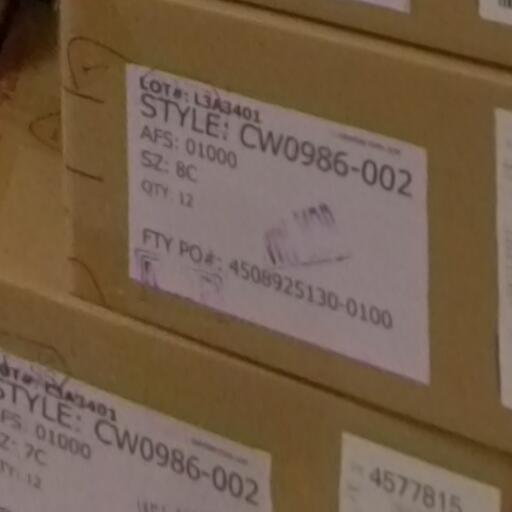 LOT#: L3A3401
STYLE: CW0986-002
AFS: 01000
SZ: 8C
QTY: 12
FTY PO#: 4508925130-0100
L3A3401
STYLE: CW0986-002
AFS: 01000
SZ: 7C
QTY: 12
4577815